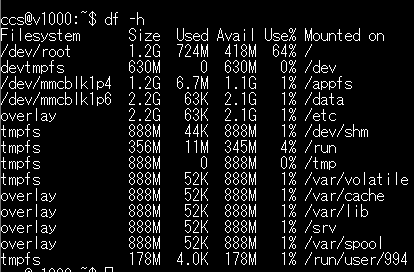 ccs@v1000:~$ df -h
Filesystem Size Used Avail Use% Mounted on
/dev/root 1.2G 724M 418M 64% /
devtmpfs 630M 0 630M 0% /dev
/dev/mmcblk1p4 1.2G 6.7M 1.1G 1% /appfs
/dev/mmcblk1p6 2.2G 63K 2.1G 1% /data
overlay 2.2G 63K 2.1G 1% /etc
tmpfs 888M 44K 888M 1% /dev/shm
tmpfs 356M 11M 345M 4% /run
tmpfs 888M 0 888M 0% /tmp
tmpfs 888M 52K 888M 1% /var/volatile
overlay 888M 52K 888M 1% /var/cache
overlay 888M 52K 888M 1% /var/lib
overlay 888M 52K 888M 1% /srv
overlay 888M 52K 888M 1% /var/spool
tmpfs 178M 4.0K 178M 1% /run/user/994